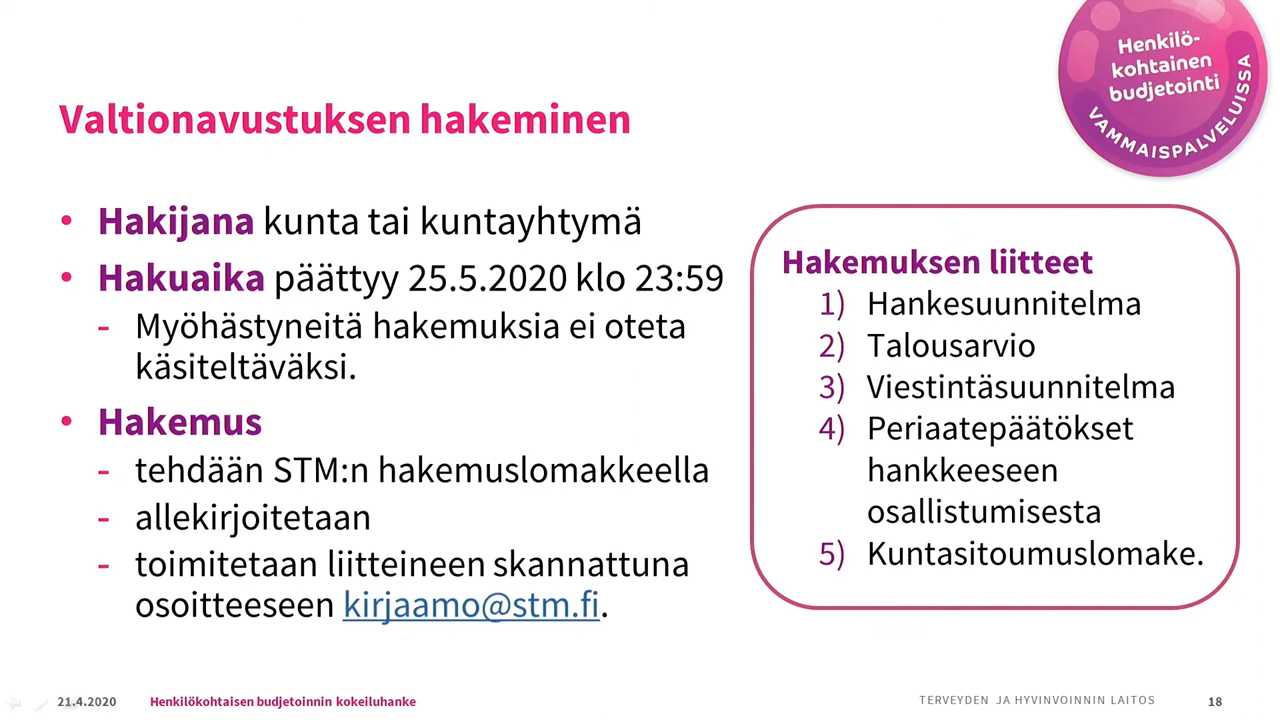 Henkilö-
kohtainen
budjetointi
VAMMAISPALVELUISSA
Valtionavustuksen hakeminen
• Hakijana kunta tai kuntayhtymä
• Hakuaika päättyy 25.5.2020 klo 23:59
- Myöhästyneitä hakemuksia ei oteta
käsiteltäväksi.
• Hakemus
- tehdään STM:n hakemuslomakkeella
- allekirjoitetaan
- toimitetaan liitteineen skannattuna
osoitteeseen kirjaamo@stm.fi.
Hakemuksen liitteet
1) Hankesuunnitelma
2) Talousarvio
3) Viestintäsuunnitelma
4) Periaatepäätökset
hankkeeseen
osallistumisesta
5) Kuntasitoumuslomake.
21.4.2020
Henkilökohtaisen budjetoinnin kokeiluhanke
TERVEYDEN JA HYVINVOINNIN LAITOS
18